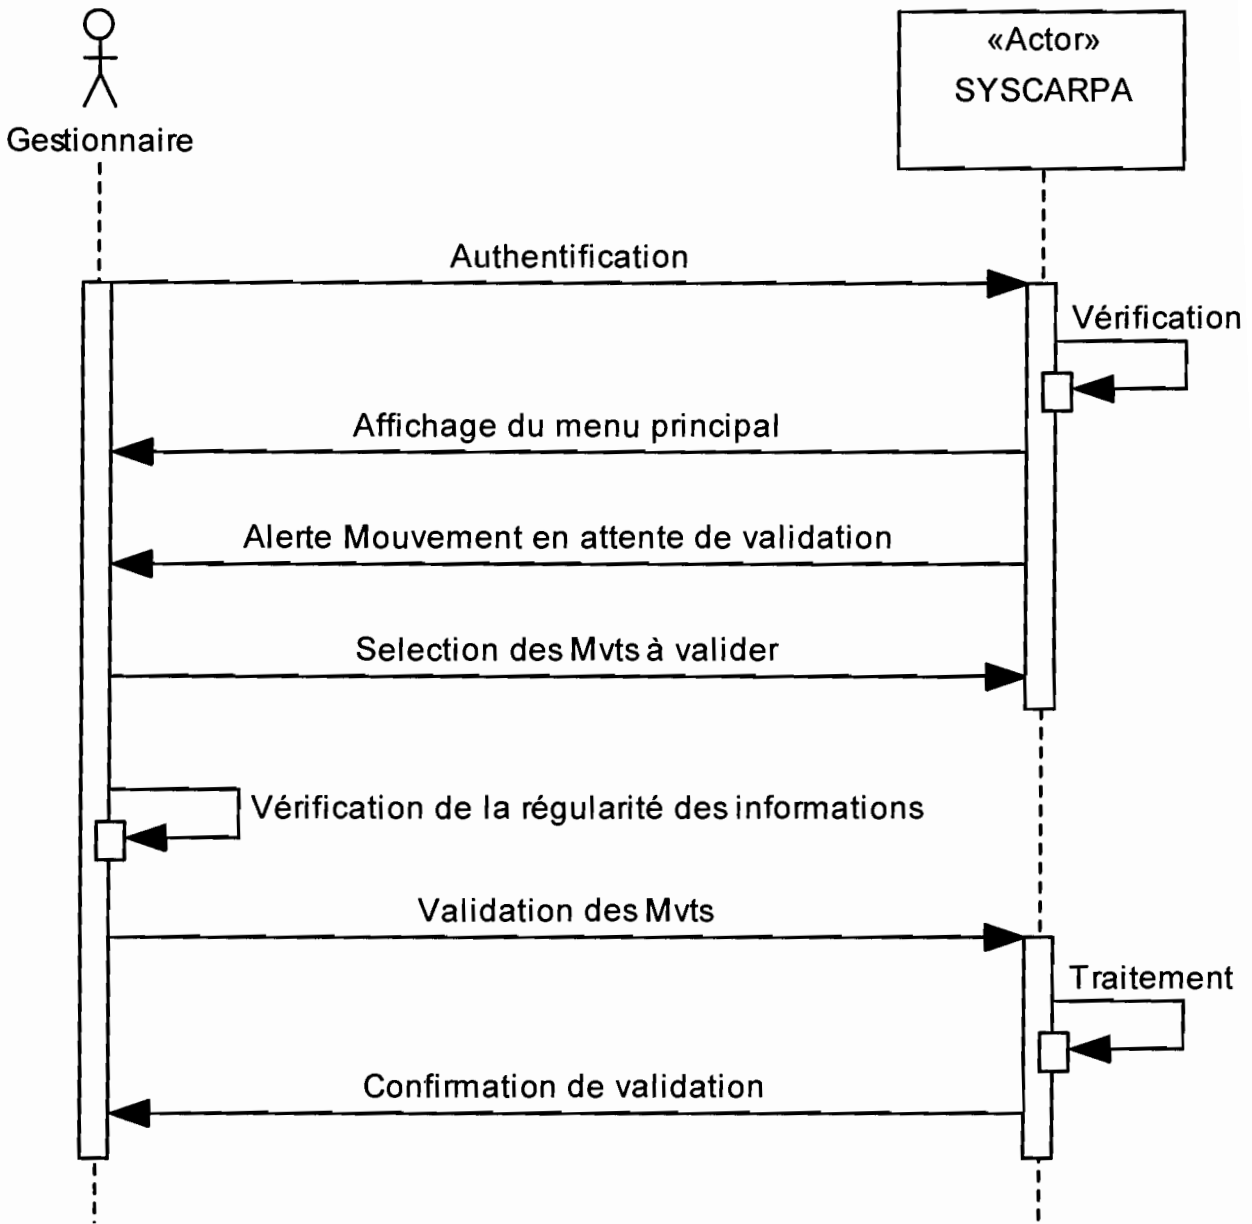 «Actor»
SYSCARPA
Gestionnaire
Authentification
Vérification
Affichage du menu principal
Alerte Mouvement en attente de validation
Selection des Mvts à valider
Vérification de la régularité des informations
Validation des Mvts
Traitement
Confirmation de validation